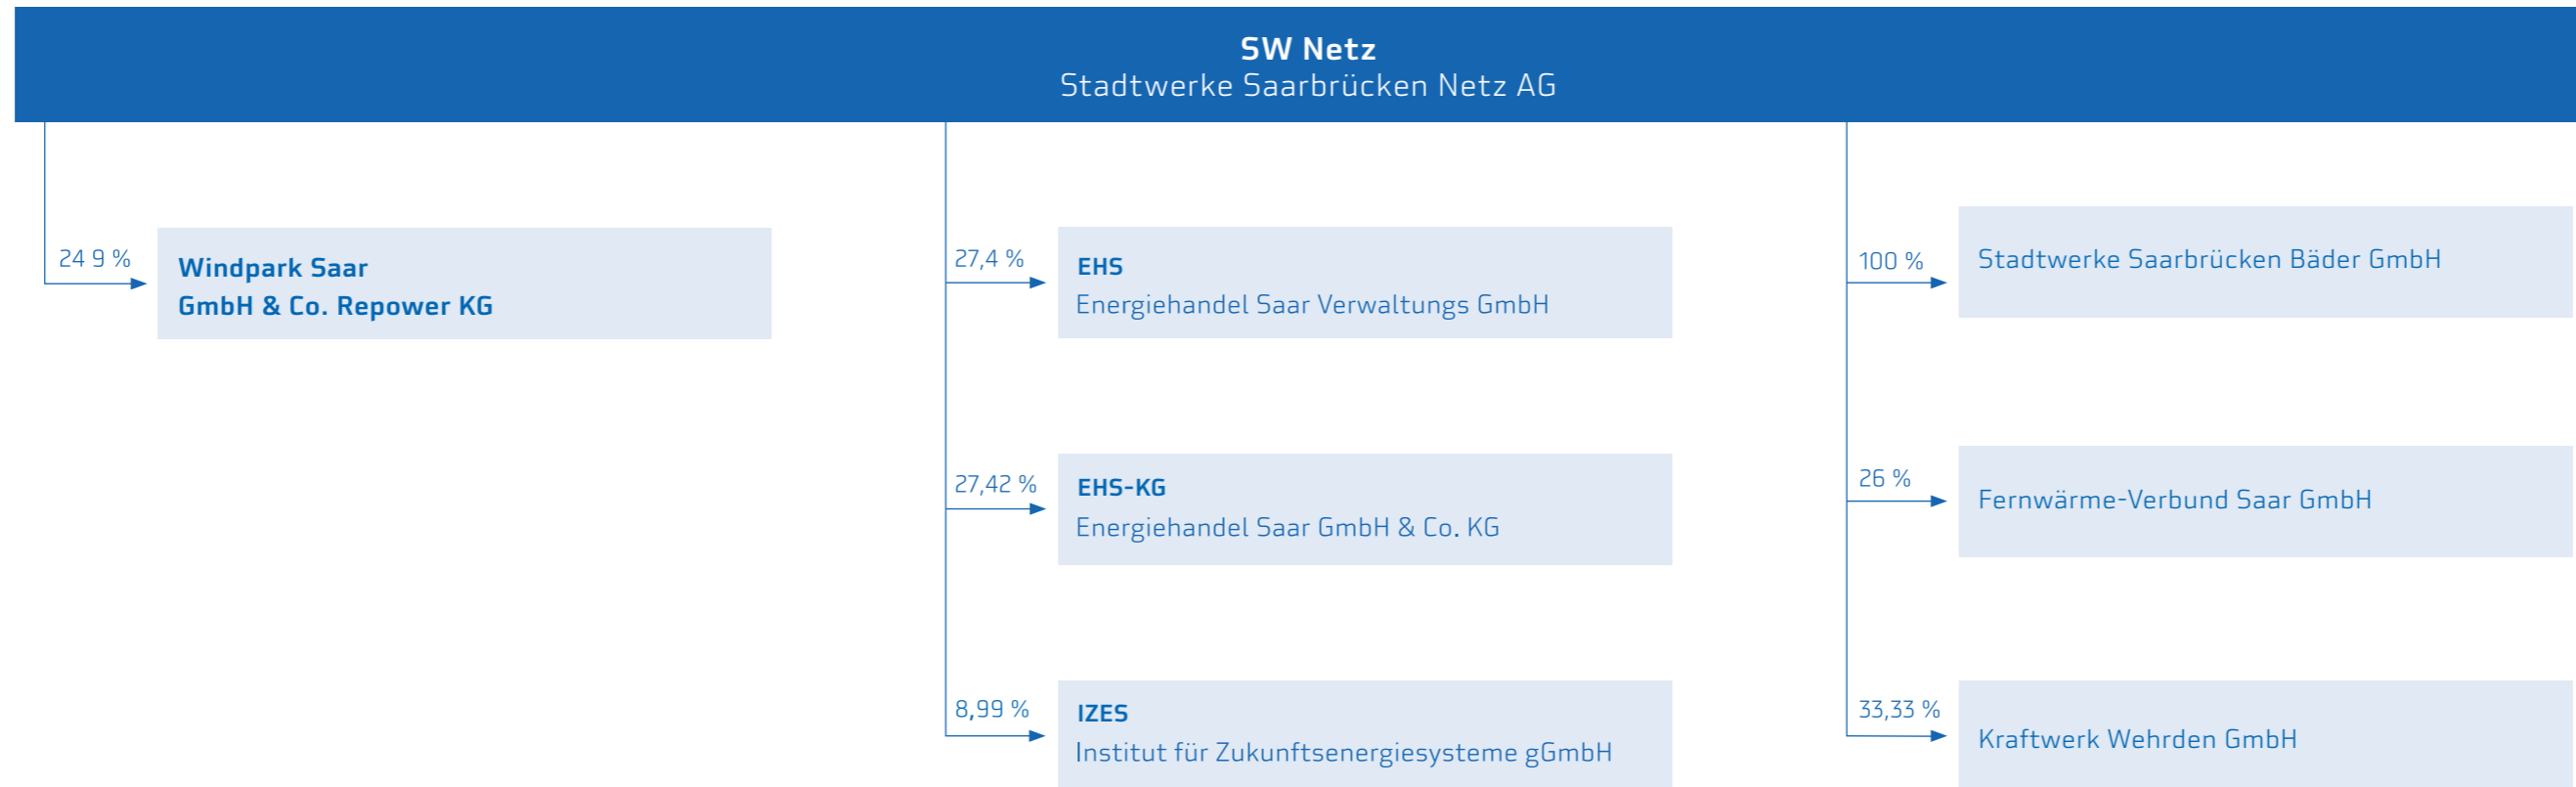 SW Netz
Stadtwerke Saarbrücken Netz AG
24 9 %
Windpark Saar
GmbH & Co. Repower KG
27,4 %
EHS
Energiehandel Saar Verwaltungs GmbH
27,42 %
EHS-KG
Energiehandel Saar GmbH & Co. KG
8,99 %
IZES
Institut für Zukunftsenergiesysteme gGmbH
100 %
Stadtwerke Saarbrücken Bäder GmbH
26 %
Fernwärme-Verbund Saar GmbH
33,33 %
Kraftwerk Wehrden GmbH